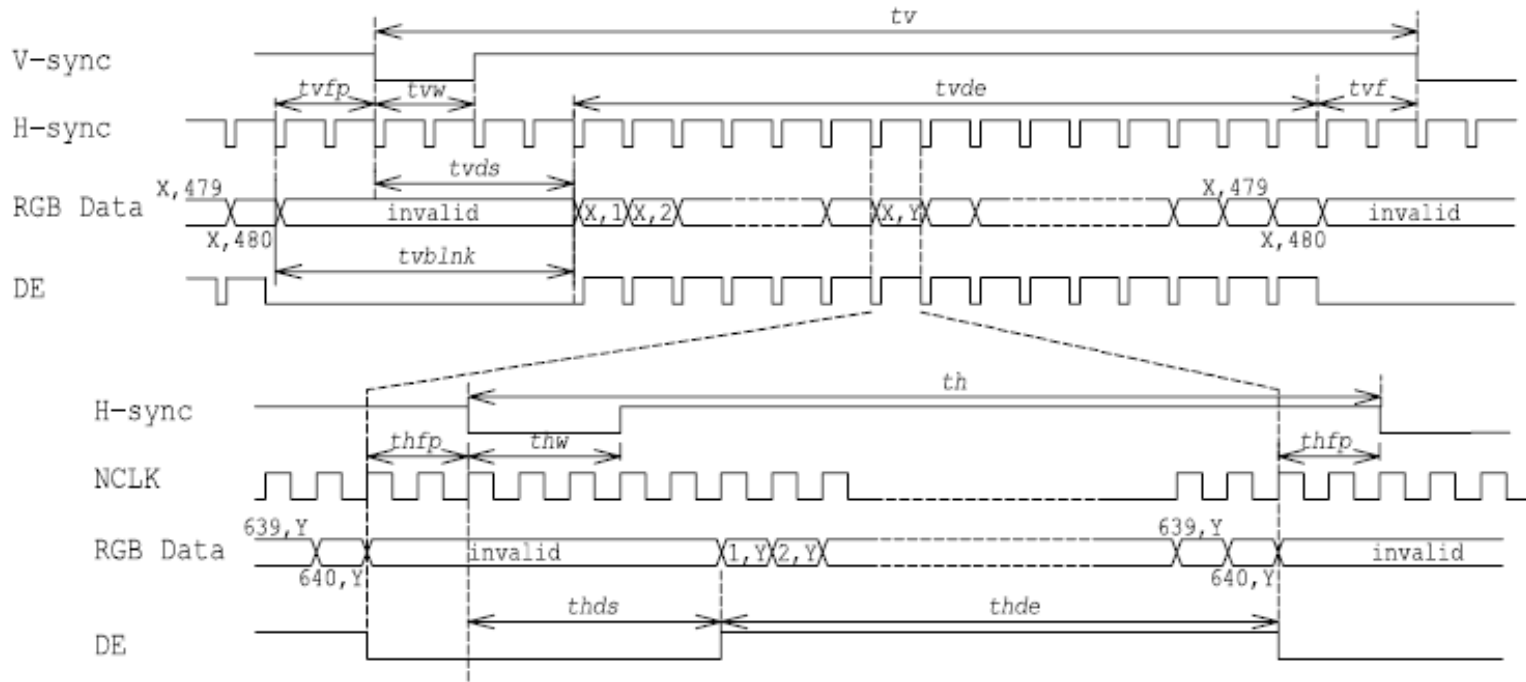 tv
V-sync
tvfp tvw tvde tvf
H-sync
tvds
X,479 X,479
RGB Data invalid X,1 X,2 X,Y invalid
X,480 X,480
tvblnk
DE
th
H-sync
thfp thw thfp
NCLK
639,Y 639,Y
RGB Data invalid 1,Y 2,Y invalid
640,Y 640,Y
thds thde
DE